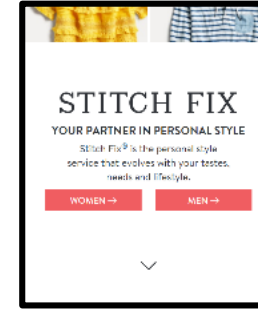 STITCH FIX
YOUR PARTNER IN PERSONAL STYLE
Stitch Fix® is the personal style
service that evolves with your tastes,
needs and lifestyle.
WOMEN → MEN →